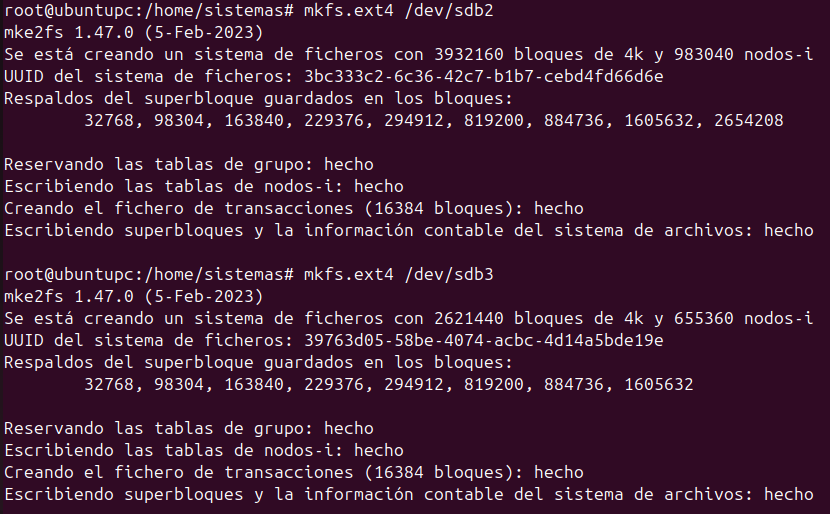 root@ubuntupc:/home/sistemas# mkfs.ext4 /dev/sdb2
mke2fs 1.47.0 (5-Feb-2023)
Se está creando un sistema de ficheros con 3932160 bloques de 4k y 983040 nodos-i
UUID del sistema de ficheros: 3bc333c2-6c36-42c7-b1b7-cebd4fd66d6e
Respaldos del superbloque guardados en los bloques:
        32768, 98304, 163840, 229376, 294912, 819200, 884736, 1605632, 2654208

Reservando las tablas de grupo: hecho
Escribiendo las tablas de nodos-i: hecho
Creando el fichero de transacciones (16384 bloques): hecho
Escribiendo superbloques y la información contable del sistema de archivos: hecho

root@ubuntupc:/home/sistemas# mkfs.ext4 /dev/sdb3
mke2fs 1.47.0 (5-Feb-2023)
Se está creando un sistema de ficheros con 2621440 bloques de 4k y 655360 nodos-i
UUID del sistema de ficheros: 39763d05-58be-4074-acbc-4d14a5bde19e
Respaldos del superbloque guardados en los bloques:
        32768, 98304, 163840, 229376, 294912, 819200, 884736, 1605632

Reservando las tablas de grupo: hecho
Escribiendo las tablas de nodos-i: hecho
Creando el fichero de transacciones (16384 bloques): hecho
Escribiendo superbloques y la información contable del sistema de archivos: hecho